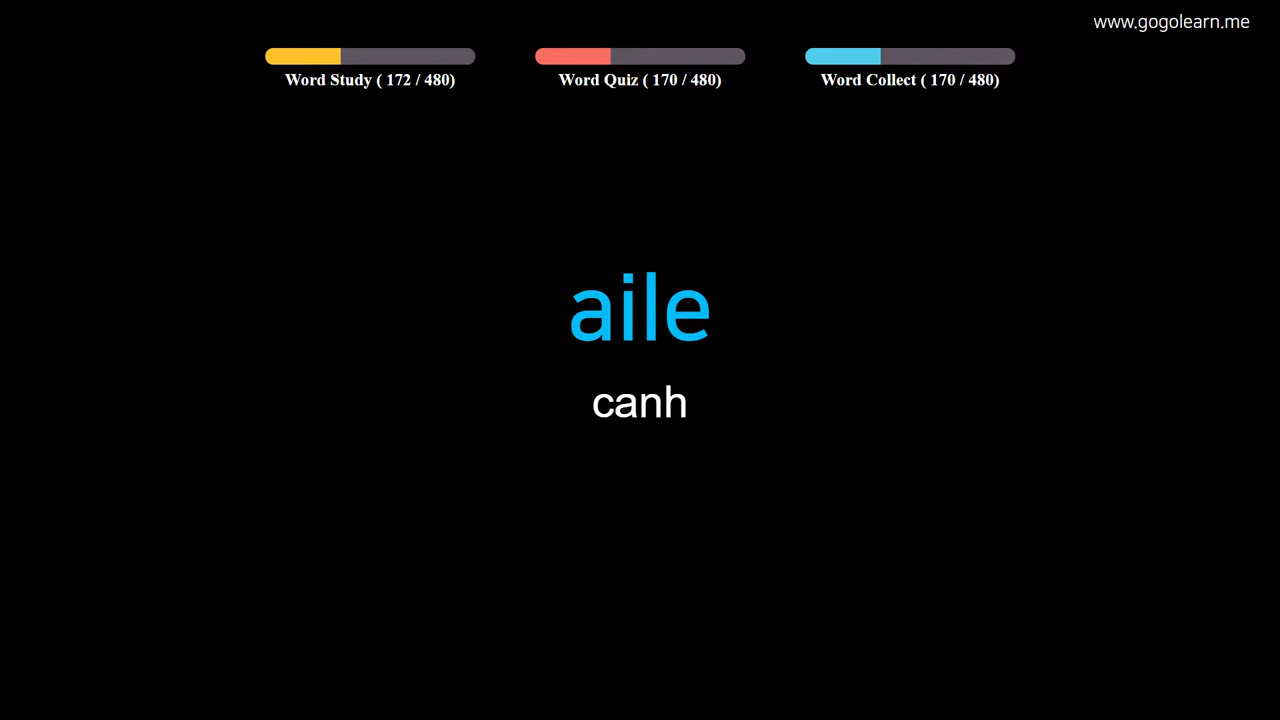 www.gogolearn.me
Word Study ( 172 / 480)
Word Quiz ( 170 / 480)
Word Collect ( 170 / 480)
aile
canh